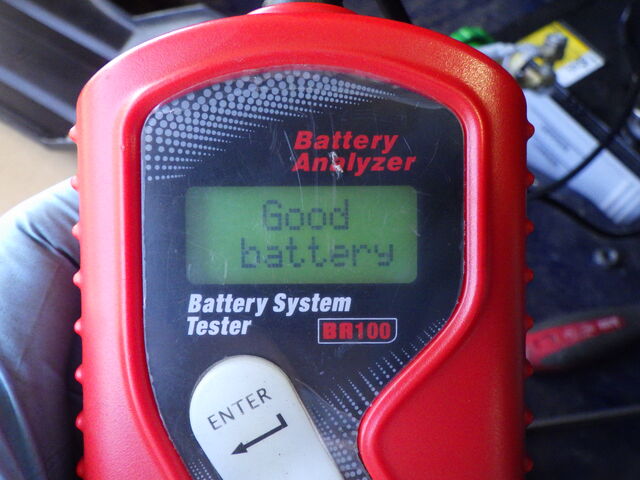 Battery
Analyzer
Good
battery
Battery System
Tester
BR100
ENTER